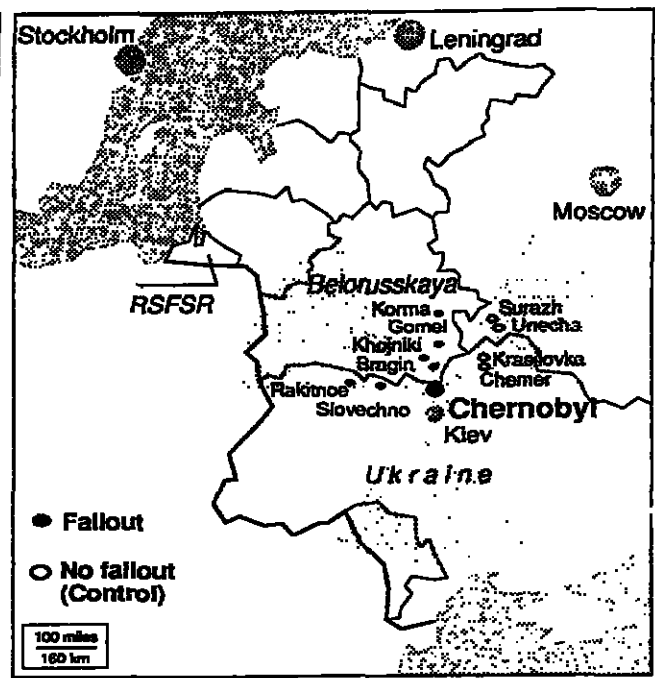 Stockholm
Leningrad
Moscow
RSFSR
Belorusskaya
Korma
Gomel
Surazh
Unecha
Khojniki
Bragin
Krasilovka
Chemer
Rakitnoe
Slovechno
Chernobyl
Kiev
Ukraine
Fallout
No fallout
(Control)
100 miles
160 km